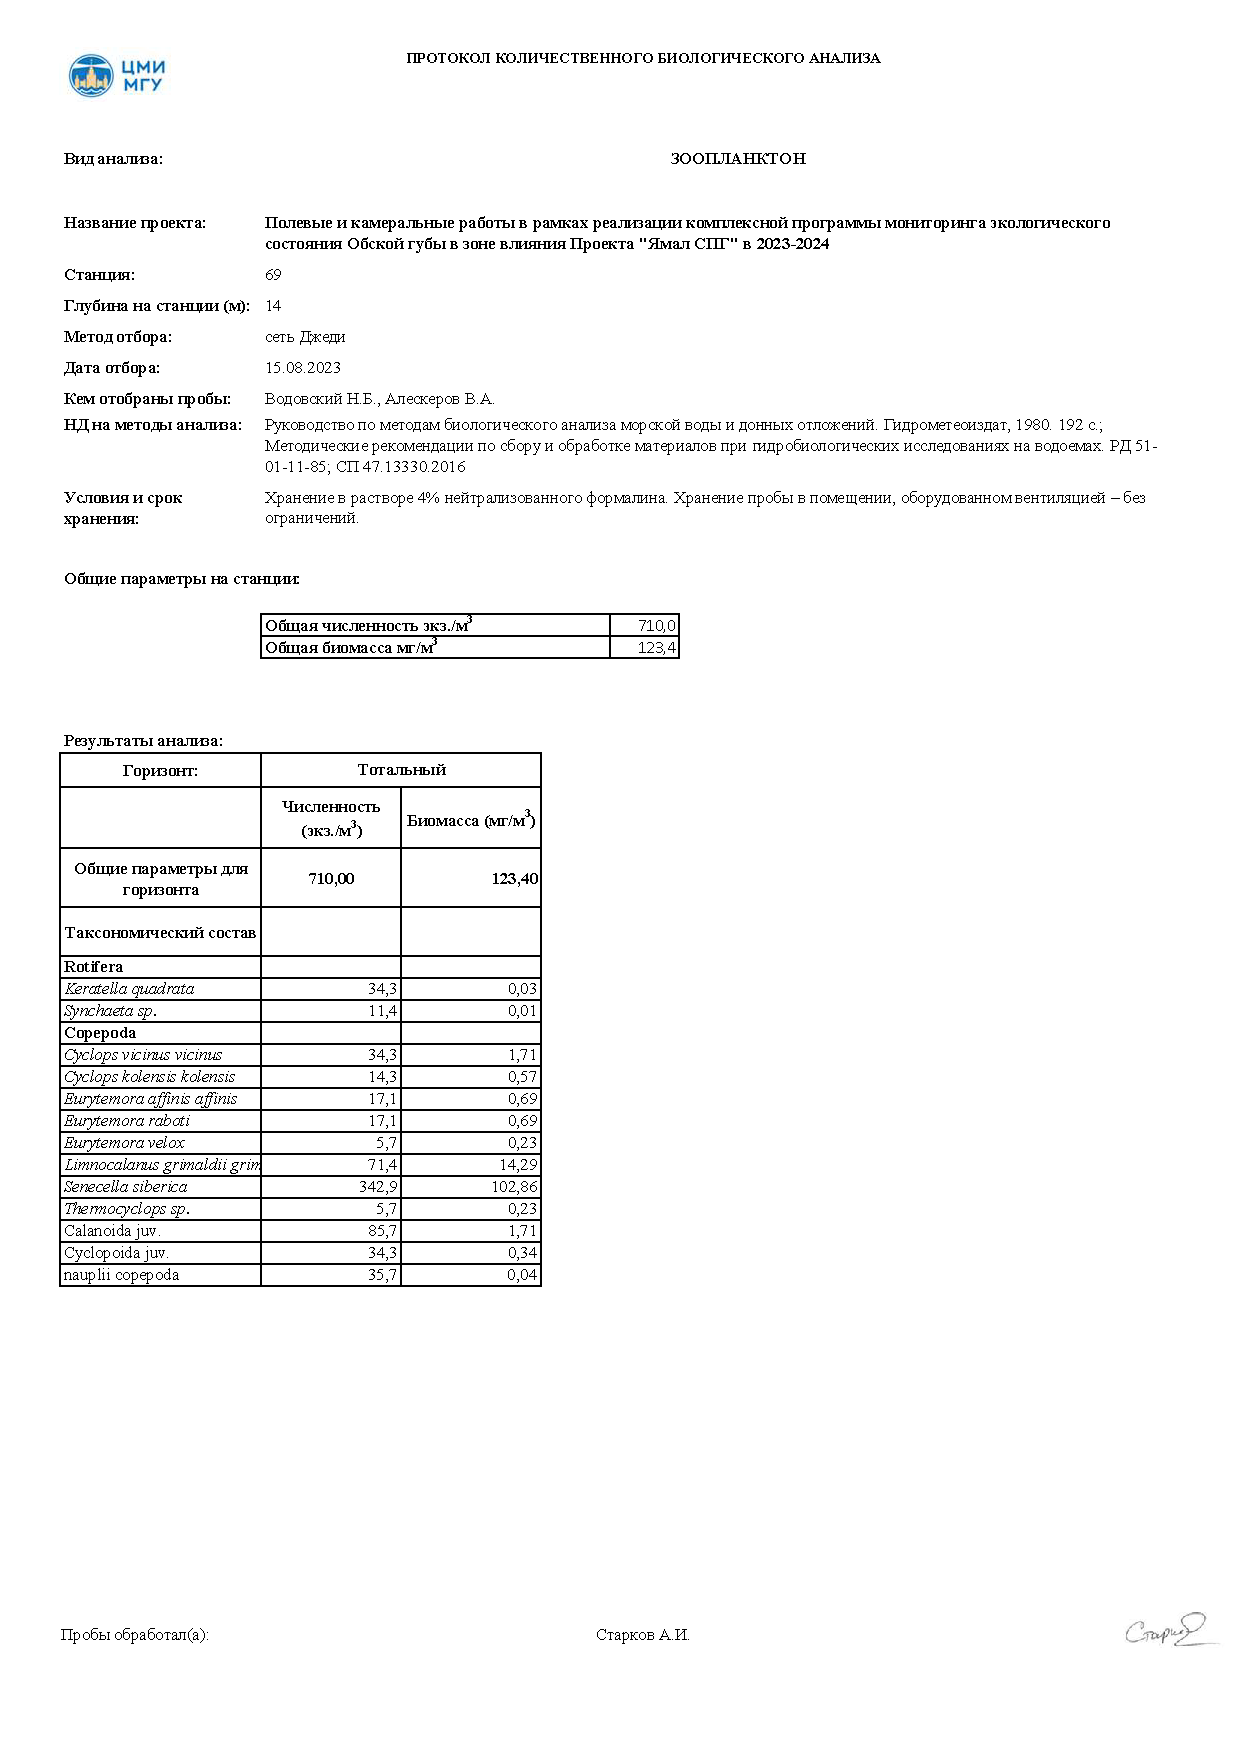 ЦМИ
МГУ
ПРОТОКОЛ КОЛИЧЕСТВЕННОГО БИОЛОГИЧЕСКОГО АНАЛИЗА
Вид анализа: ЗООПЛАНКТОН
Название проекта: Полевые и камеральные работы в рамках реализации комплексной программы мониторинга экологического
состояния Обской губы в зоне влияния Проекта "Ямал СПГ" в 2023-2024
Станция: 69
Глубина на станции (м): 14
Метод отбора: сеть Джеди
Дата отбора: 15.08.2023
Кем отобраны пробы: Водовский Н.Б., Алескеров В.А.
НД на методы анализа: Руководство по методам биологического анализа морской воды и донных отложений. Гидрометеоиздат, 1980. 192 с.;
Методические рекомендации по сбору и обработке материалов при гидробиологических исследованиях на водоемах. РД 51-
01-11-85; СП 47.13330.2016
Условия и срок Хранение в растворе 4% нейтрализованного формалина. Хранение пробы в помещении, оборудованном вентиляцией – без
хранения: ограничений.
Общие параметры на станции:
Общая численность экз./м³ 710,0
Общая биомасса мг/м³ 123,4
Результаты анализа:
Горизонт: Тотальный
Численность
(экз./м³) Биомасса (мг/м³)
Общие параметры для
горизонта 710,00 123,40
Таксономический состав
Rotifera
Keratella quadrata 34,3 0,03
Synchaeta sp. 11,4 0,01
Copepoda
Cyclops vicinus vicinus 34,3 1,71
Cyclops kolensis kolensis 14,3 0,57
Eurytemora affinis affinis 17,1 0,69
Eurytemora raboti 17,1 0,69
Eurytemora velox 5,7 0,23
Limnocalanus grimaldii grim 71,4 14,29
Senecella siberica 342,9 102,86
Thermocyclops sp. 5,7 0,23
Calanoida juv. 85,7 1,71
Cyclopoida juv. 34,3 0,34
nauplii copepoda 35,7 0,04
Пробы обработал(а): Старков А.И.